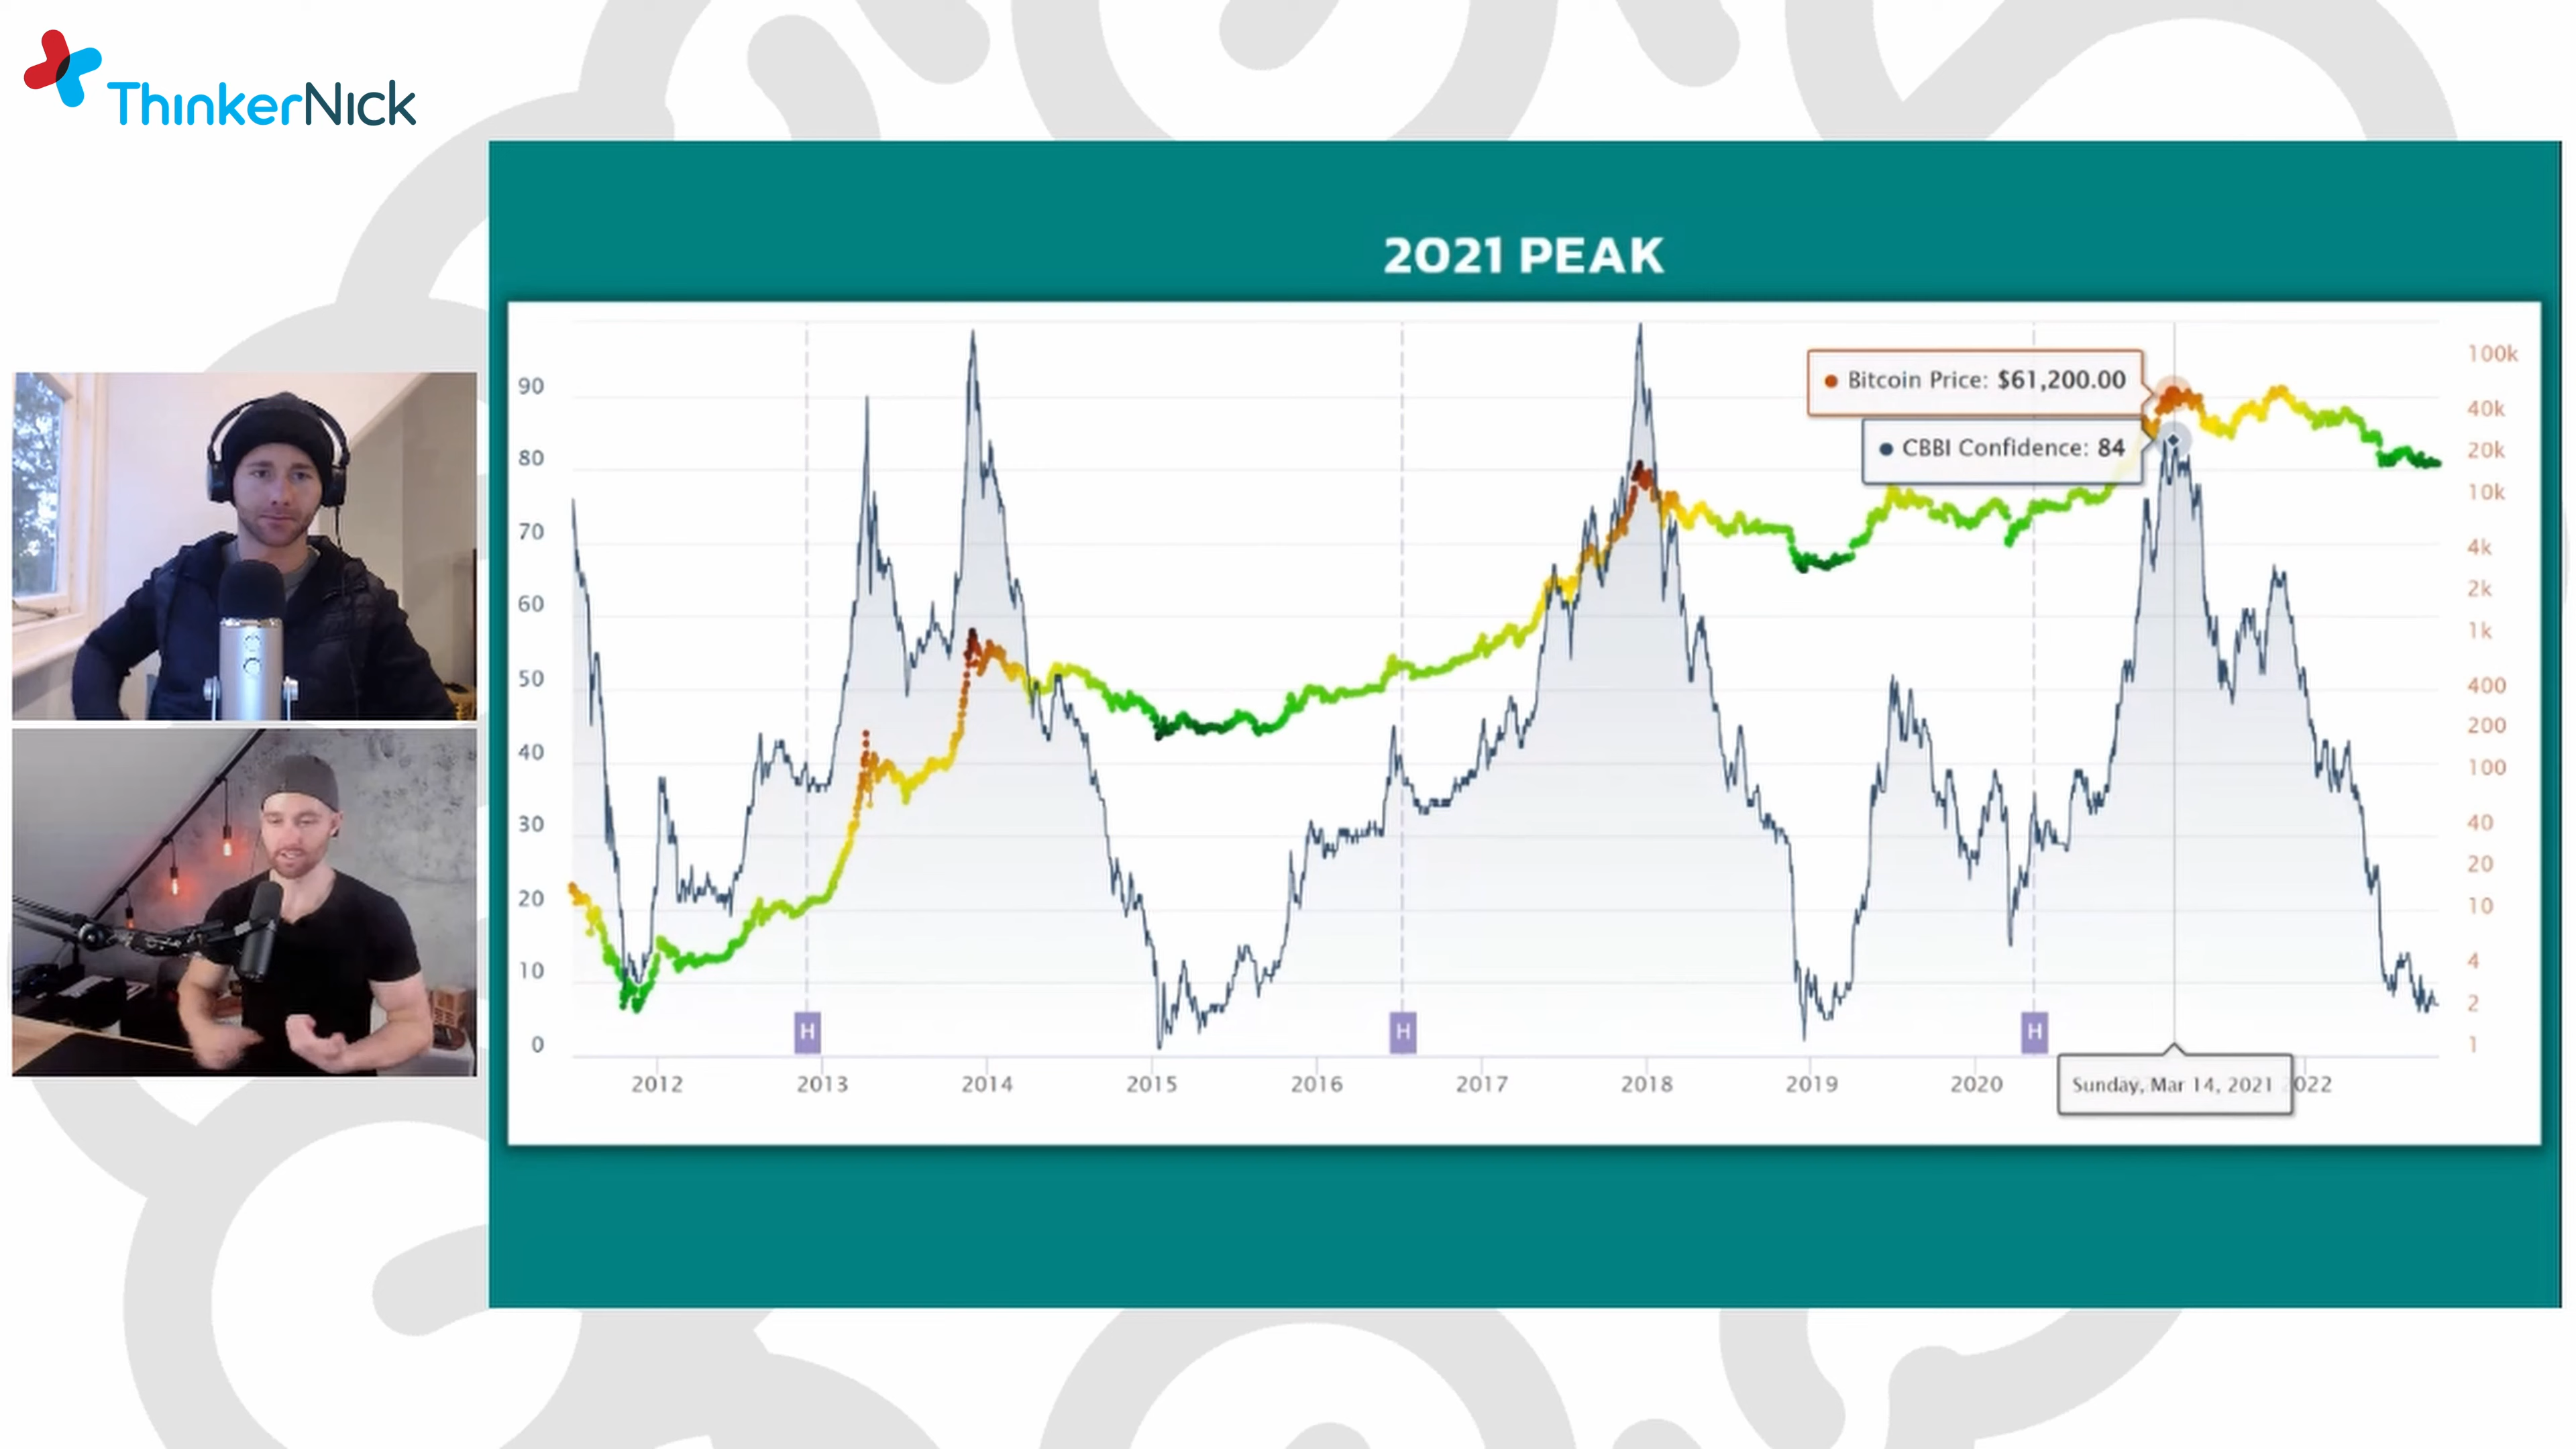 ThinkerNick
2021 PEAK
Bitcoin Price: $61,200.00
CBBI Confidence: 84
90
80
70
60
50
40
30
20
10
0
100k
40k
20k
10k
4k
2k
1k
400
200
100
40
20
10
4
2
1
H H H
2012 2013 2014 2015 2016 2017 2018 2019 2020 Sunday, Mar 14, 2021 022